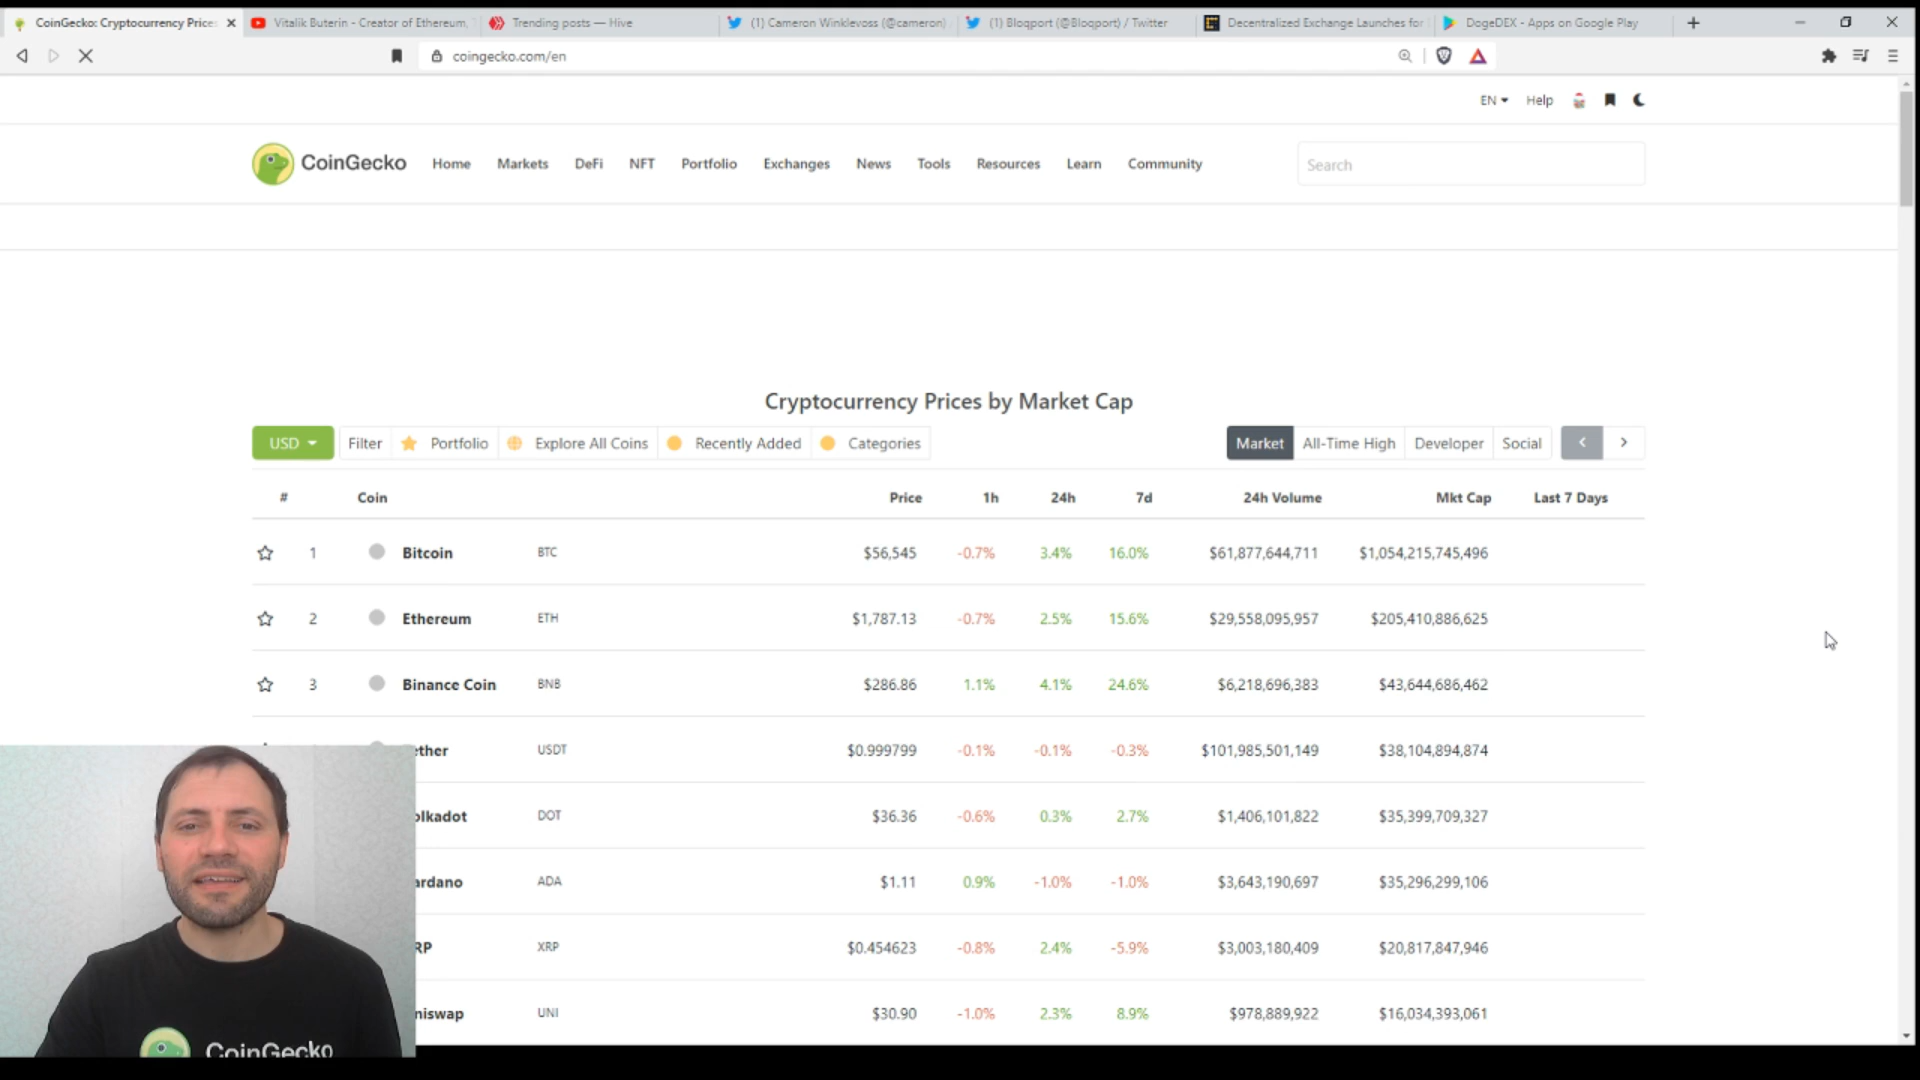 CoinGecko: Cryptocurrency Prices
Vitalik Buterin - Creator of Ethereum,
Trending posts — Hive
(1) Cameron Winklevoss (@cameron)
(1) Bloqport (@Bloqport) / Twitter
Decentralized Exchange Launches for
DogeDEX - Apps on Google Play
coingecko.com/en
EN Help
CoinGecko Home Markets DeFi NFT Portfolio Exchanges News Tools Resources Learn Community Search
Cryptocurrency Prices by Market Cap
USD Filter Portfolio Explore All Coins Recently Added Categories Market All-Time High Developer Social
# Coin Price 1h 24h 7d 24h Volume Mkt Cap Last 7 Days
1 Bitcoin BTC $56,545 -0.7% 3.4% 16.0% $61,877,644,711 $1,054,215,745,496
2 Ethereum ETH $1,787.13 -0.7% 2.5% 15.6% $29,558,095,957 $205,410,886,625
3 Binance Coin BNB $286.86 1.1% 4.1% 24.6% $6,218,696,383 $43,644,686,462
ether USDT $0.999799 -0.1% -0.1% -0.3% $101,985,501,149 $38,104,894,874
olkadot DOT $36.36 -0.6% 0.3% 2.7% $1,406,101,822 $35,399,709,327
ardano ADA $1.11 0.9% -1.0% -1.0% $3,643,190,697 $35,296,299,106
RP XRP $0.454623 -0.8% 2.4% -5.9% $3,003,180,409 $20,817,847,946
niswap UNI $30.90 -1.0% 2.3% 8.9% $978,889,922 $16,034,393,061
CoinGecko